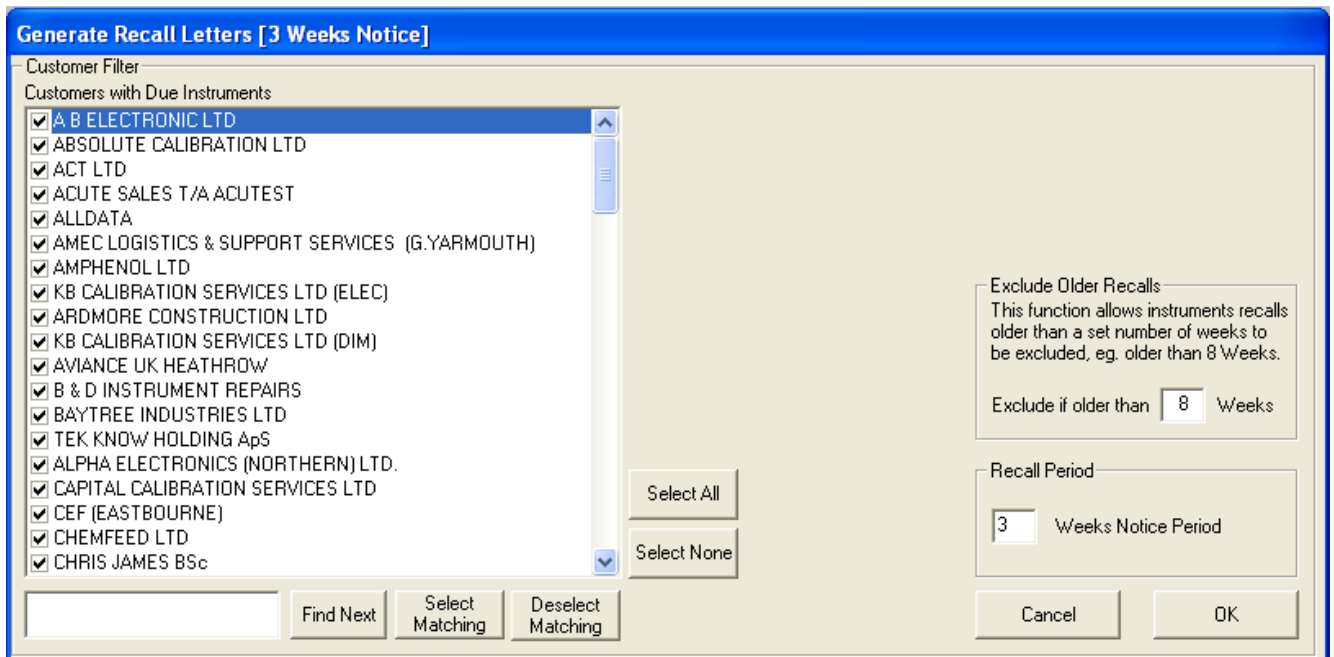 Generate Recall Letters [3 Weeks Notice]
Customer Filter
Customers with Due Instruments
A B ELECTRONIC LTD
ABSOLUTE CALIBRATION LTD
ACT LTD
ACUTE SALES T/A ACUTEST
ALLDATA
AMEC LOGISTICS & SUPPORT SERVICES (G.YARMOUTH)
AMPHENOL LTD
KB CALIBRATION SERVICES LTD (ELEC)
ARDMORE CONSTRUCTION LTD
KB CALIBRATION SERVICES LTD (DIM)
AVIANCE UK HEATHROW
B & D INSTRUMENT REPAIRS
BAYTREE INDUSTRIES LTD
TEK KNOW HOLDING ApS
ALPHA ELECTRONICS (NORTHERN) LTD.
CAPITAL CALIBRATION SERVICES LTD
CEF (EASTBOURNE)
CHEMFEED LTD
CHRIS JAMES BSc
Select All
Select None
Find Next
Select
Matching
Deselect
Matching
Exclude Older Recalls
This function allows instruments recalls
older than a set number of weeks to
be excluded, eg. older than 8 Weeks.
Exclude if older than 8 Weeks
Recall Period
3 Weeks Notice Period
Cancel
OK